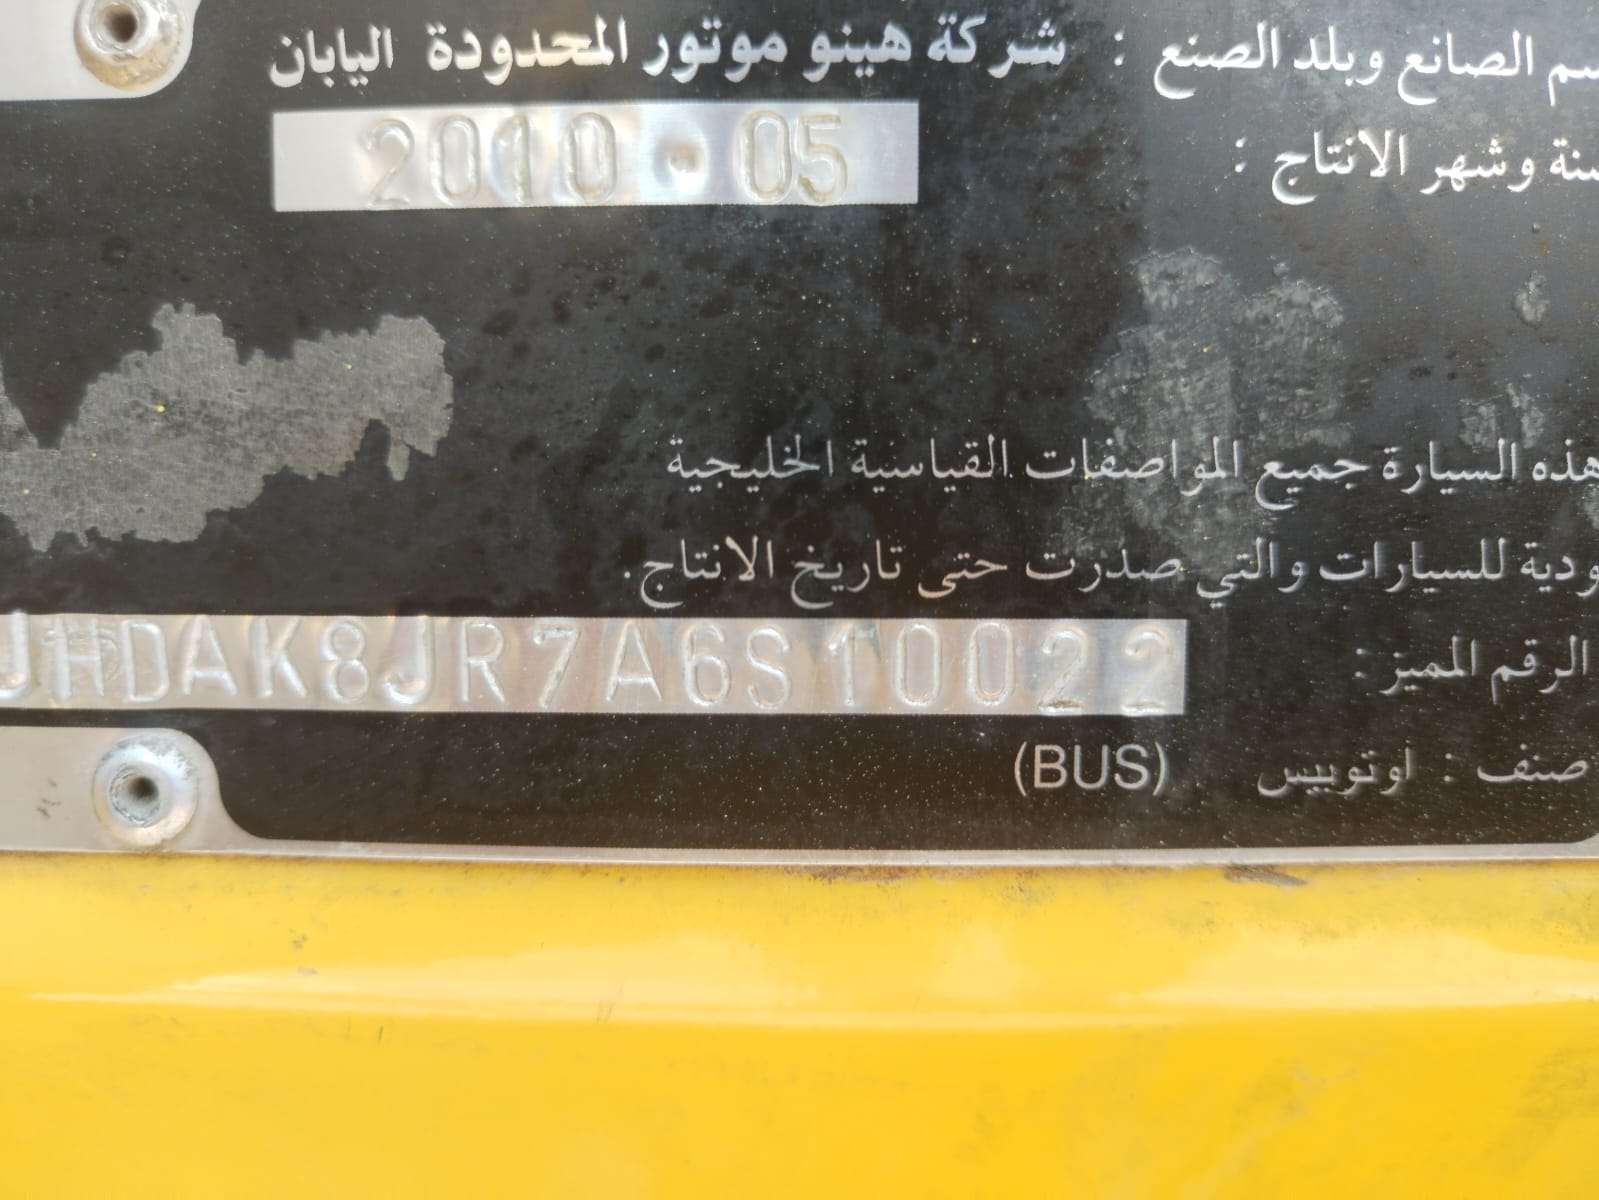 سم الصانع وبلد الصنع : شركة هينو موتور المحدودة اليابان
سنة وشهر الانتاج : 2010 . 05
هذه السيارة جميع المواصفات القياسية الخليجية
ودية للسيارات والتي صدرت حتى تاريخ الانتاج.
الرقم المميز : JHDAK8JR7A6S10022
صنف : اوتوبيس (BUS)